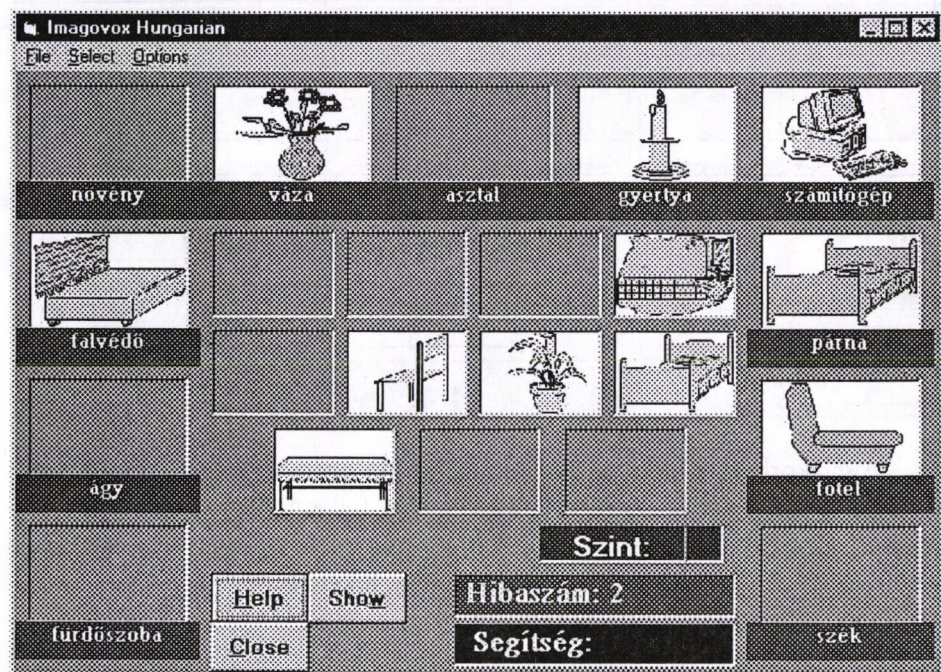 Imagovox Hungarian
File Select Options
növény váza asztal gyertya számítógép
falvédő párna
ágy fotel
Szint:
Help Show Hibaszám: 2
fürdőszoba szék
Close Segítség: